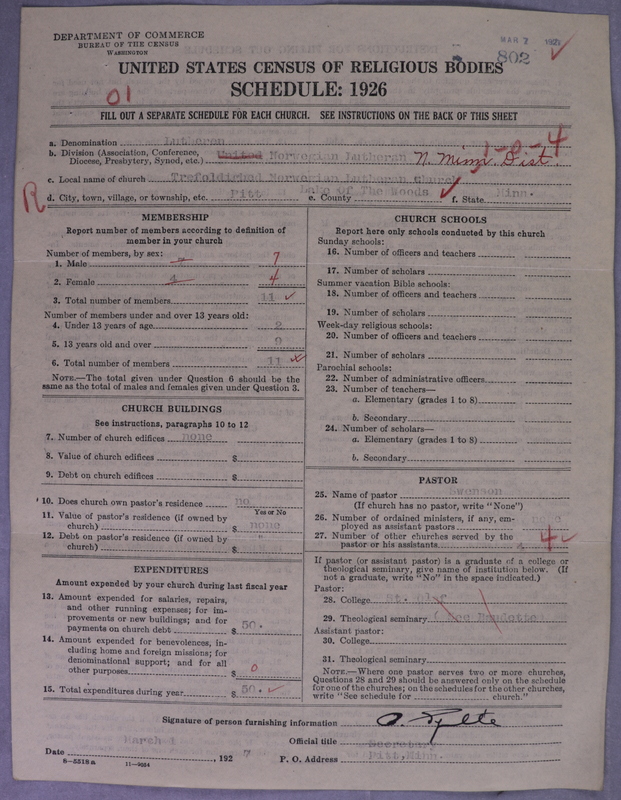 DEPARTMENT OF COMMERCE
BUREAU OF THE CENSUS
WASHINGTON
MAR 7 1927
802
UNITED STATES CENSUS OF RELIGIOUS BODIES
SCHEDULE: 1926
01
FILL OUT A SEPARATE SCHEDULE FOR EACH CHURCH. SEE INSTRUCTIONS ON THE BACK OF THIS SHEET
a. Denomination Lutheran
1-0-4
b. Division (Association, Conference, Diocese, Presbytery, Synod, etc.) United Norwegian Lutheran N. Minn. Dist.
c. Local name of church Trefoldighed Norwegian Lutheran Church
R
d. City, town, village, or township, etc. Pitt e. County Lake Of The Woods f. State Minn.
MEMBERSHIP
Report number of members according to definition of member in your church
Number of members, by sex:
1. Male 7 7
2. Female 4 4
3. Total number of members 11
Number of members under and over 13 years old:
4. Under 13 years of age 2
5. 13 years old and over 9
6. Total number of members 11
NOTE.—The total given under Question 6 should be the same as the total of males and females given under Question 3.
CHURCH BUILDINGS
See instructions, paragraphs 10 to 12
7. Number of church edifices none
8. Value of church edifices $
9. Debt on church edifices $
10. Does church own pastor's residence no
Yes or No
11. Value of pastor's residence (if owned by church) $ none
12. Debt on pastor's residence (if owned by church) $ "
EXPENDITURES
Amount expended by your church during last fiscal year
13. Amount expended for salaries, repairs, and other running expenses; for improvements or new buildings; and for payments on church debt $ 50.
14. Amount expended for benevolences, including home and foreign missions; for denominational support; and for all other purposes $ 0
15. Total expenditures during year $ 50.
CHURCH SCHOOLS
Report here only schools conducted by this church
Sunday schools:
16. Number of officers and teachers
17. Number of scholars
Summer vacation Bible schools:
18. Number of officers and teachers
19. Number of scholars
Week-day religious schools:
20. Number of officers and teachers
21. Number of scholars
Parochial schools:
22. Number of administrative officers
23. Number of teachers—
a. Elementary (grades 1 to 8)
b. Secondary
24. Number of scholars—
a. Elementary (grades 1 to 8)
b. Secondary
PASTOR
25. Name of pastor Swenson
(If church has no pastor, write "None")
26. Number of ordained ministers, if any, employed as assistant pastors
27. Number of other churches served by the pastor or his assistants 4
If pastor (or assistant pastor) is a graduate of a college or theological seminary, give name of institution below. (If not a graduate, write "No" in the space indicated.)
Pastor:
28. College St. Olaf
29. Theological seminary
Assistant pastor:
30. College
31. Theological seminary
NOTE.—Where one pastor serves two or more churches, Questions 28 and 29 should be answered only on the schedule for one of the churches; on the schedules for the other churches, write "See schedule for church."
Signature of person furnishing information
Official title Secretary
Date March 1, 1927
P. O. Address Pitt, Minn.
8-5518a 11-9524